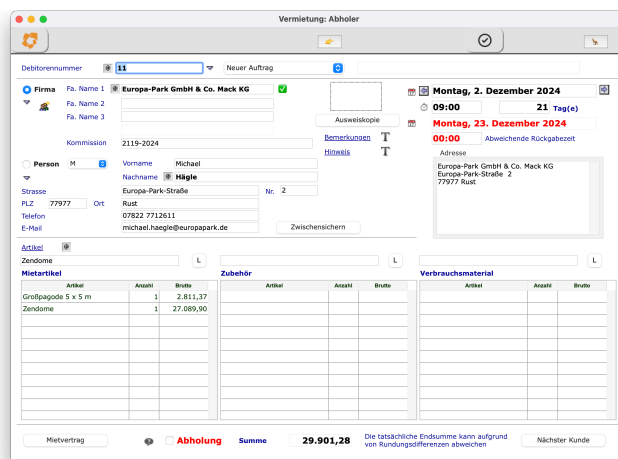 Vermietung: Abholer
Debitorennummer 11 Neuer Auftrag
Firma Fa. Name 1 Europa-Park GmbH & Co. Mack KG
Fa. Name 2
Fa. Name 3
Kommission 2119-2024
Person M Vorname Michael
Nachname Hägle
Strasse Europa-Park-Straße Nr. 2
PLZ 77977 Ort Rust
Telefon 07822 7712611
E-Mail michael.haegle@europapark.de Zwischensichern
Ausweiskopie
Bemerkungen T
Hinweis T
Montag, 2. Dezember 2024
09:00 21 Tag(e)
Montag, 23. Dezember 2024
00:00 Abweichende Rückgabezeit
Adresse
Europa-Park GmbH & Co. Mack KG
Europa-Park-Straße 2
77977 Rust
Artikel
Zendome L L L
Mietartikel Zubehör Verbrauchsmaterial
Artikel Anzahl Brutto Artikel Anzahl Brutto Artikel Anzahl Brutto
Großpagode 5 x 5 m 1 2.811,37
Zendome 1 27.089,90
Mietvertrag Abholung Summe 29.901,28 Die tatsächliche Endsumme kann aufgrund
von Rundungsdifferenzen abweichen Nächster Kunde